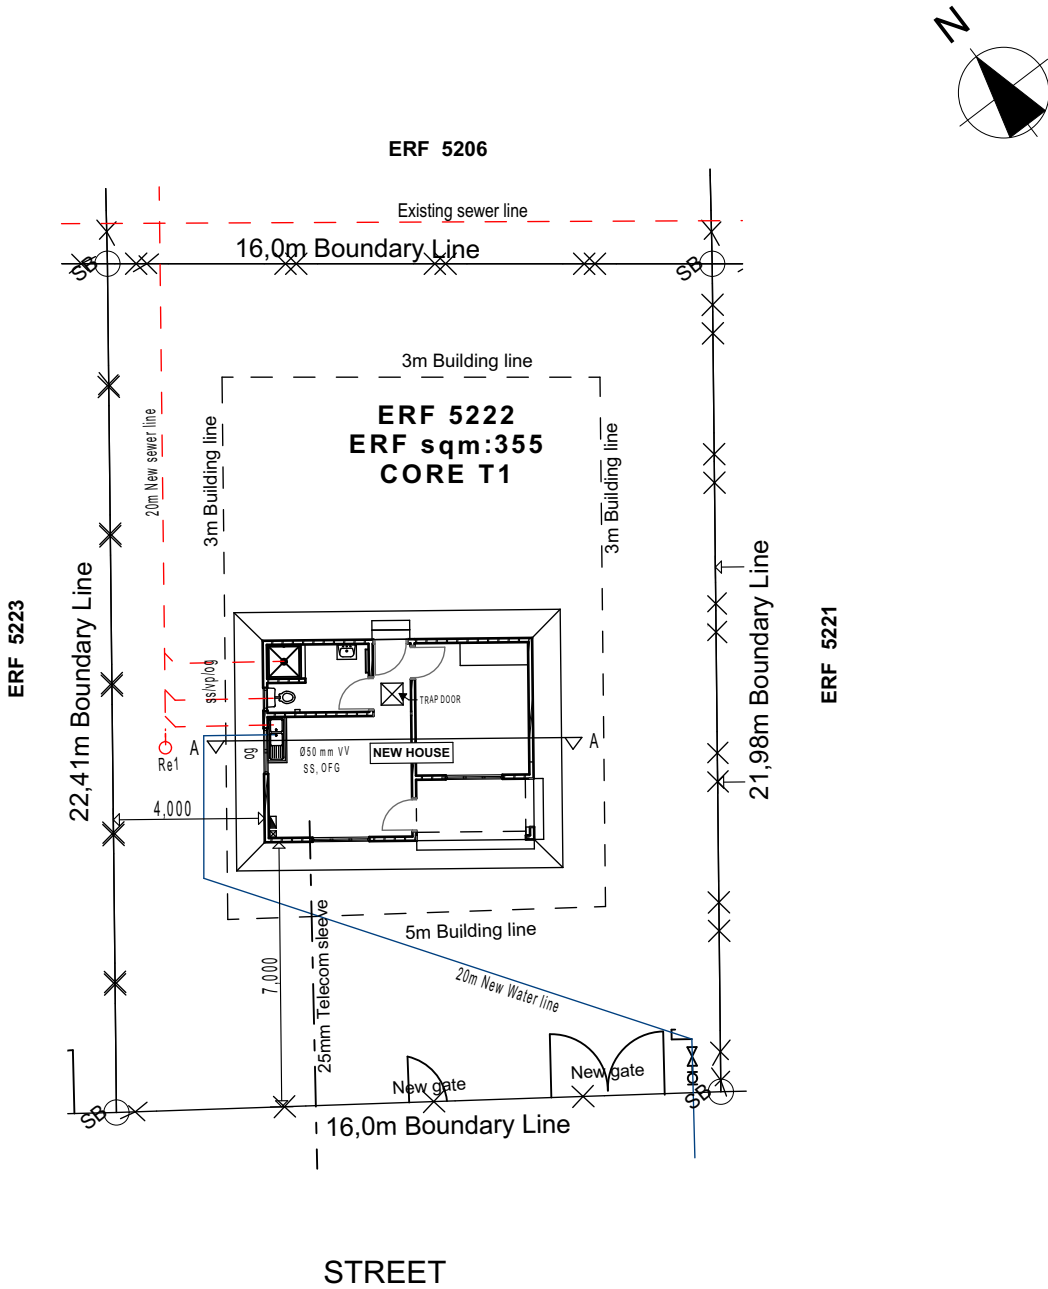 N
ERF 5206
Existing sewer line
16,0m Boundary Line
SB
SB
3m Building line
ERF 5222
ERF sqm:355
CORE T1
20m New sewer line
3m Building line
3m Building line
22,41m Boundary Line
21,98m Boundary Line
ERF 5223
ERF 5221
ss/vp/og
TRAP DOOR
A
A
og
Ø50 mm VV
SS, OFG
NEW HOUSE
Re1
4,000
7,000
25mm Telecom sleeve
5m Building line
20m New Water line
New gate
New gate
SB
SB
16,0m Boundary Line
STREET